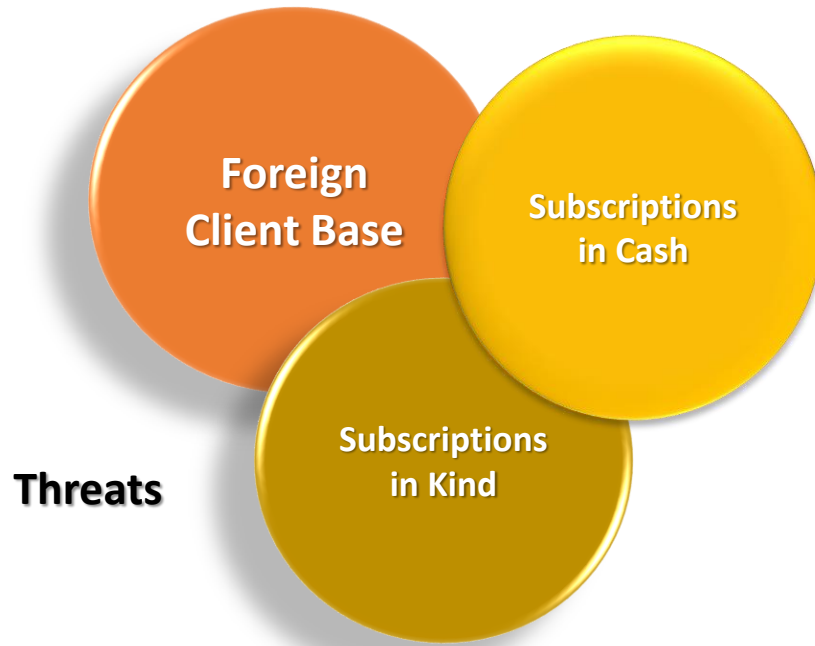 Foreign
Client Base
Subscriptions
in Cash
Subscriptions
in Kind
Threats